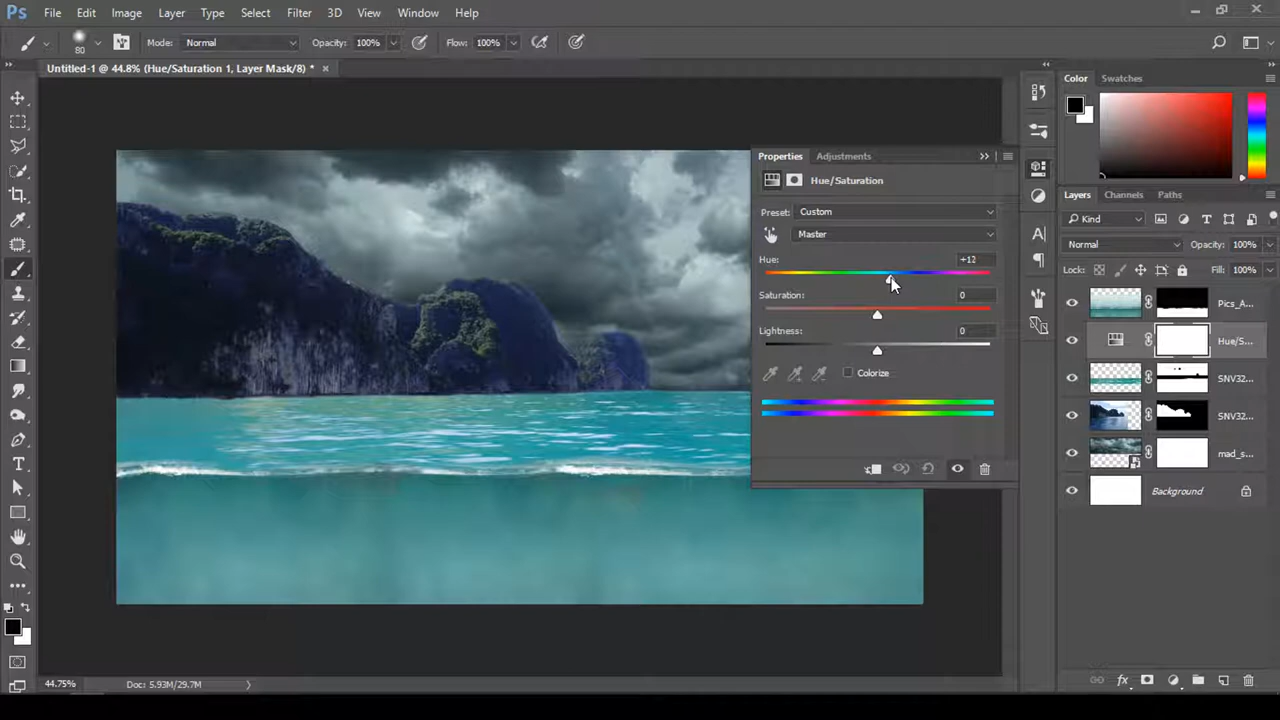 Ps File Edit Image Layer Type Select Filter 3D View Window Help
80 Mode: Normal Opacity: 100% Flow: 100%
Untitled-1 @ 44.8% (Hue/Saturation 1, Layer Mask/8) * ×
Color Swatches
Properties Adjustments
Hue/Saturation
Preset: Custom
Master
Hue: +12
Saturation: 0
Lightness: 0
Colorize
Layers Channels Paths
Kind
Normal Opacity: 100%
Lock: Fill: 100%
Pics_A...
Hue/S...
SNV32...
SNV32...
mad_s...
Background
44.75% Doc: 5.93M/29.7M